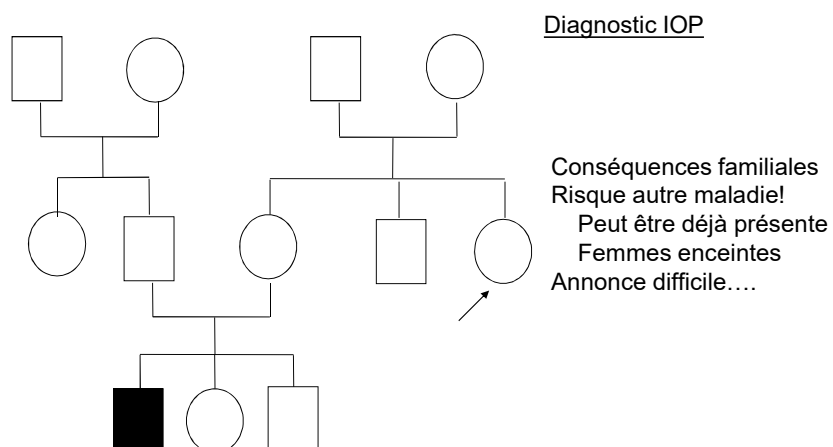 Diagnostic IOP
Conséquences familiales
Risque autre maladie!
Peut être déjà présente
Femmes enceintes
Annonce difficile….